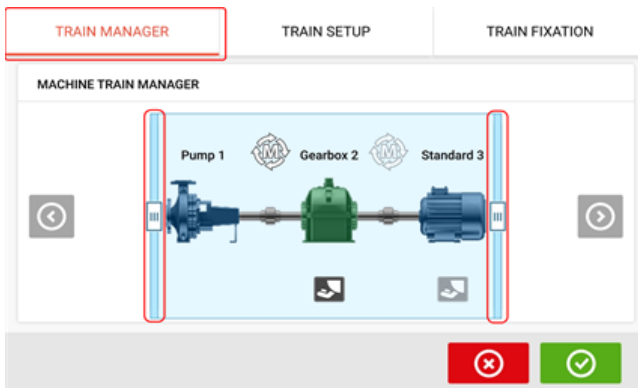 TRAIN MANAGER
TRAIN SETUP
TRAIN FIXATION
MACHINE TRAIN MANAGER
Pump 1
M
Gearbox 2
M
Standard 3